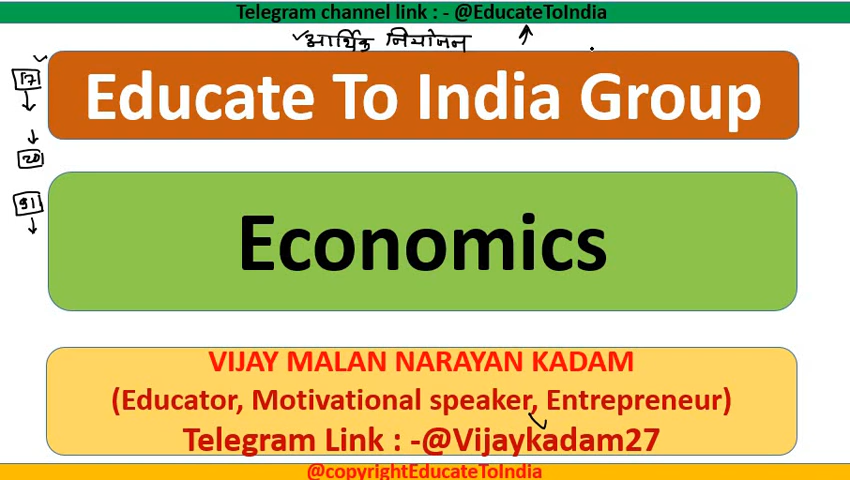 Telegram channel link : - @EducateToIndia
आर्थिक नियोजन
17
Educate To India Group
20
91
Economics
VIJAY MALAN NARAYAN KADAM
(Educator, Motivational speaker, Entrepreneur)
Telegram Link : -@Vijaykadam27
@copyrightEducateToIndia